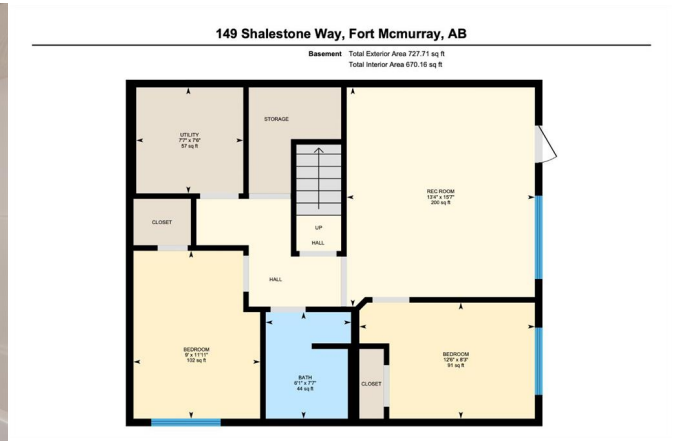 149 Shalestone Way, Fort Mcmurray, AB
Basement Total Exterior Area 727.71 sq ft
Total Interior Area 670.16 sq ft
UTILITY
7'7" x 7'6"
57 sq ft
STORAGE
REC ROOM
13'4" x 15'7"
200 sq ft
CLOSET
UP
HALL
HALL
BEDROOM
9' x 11'11"
102 sq ft
BATH
6'1" x 7'7"
44 sq ft
CLOSET
BEDROOM
12'6" x 8'3"
91 sq ft